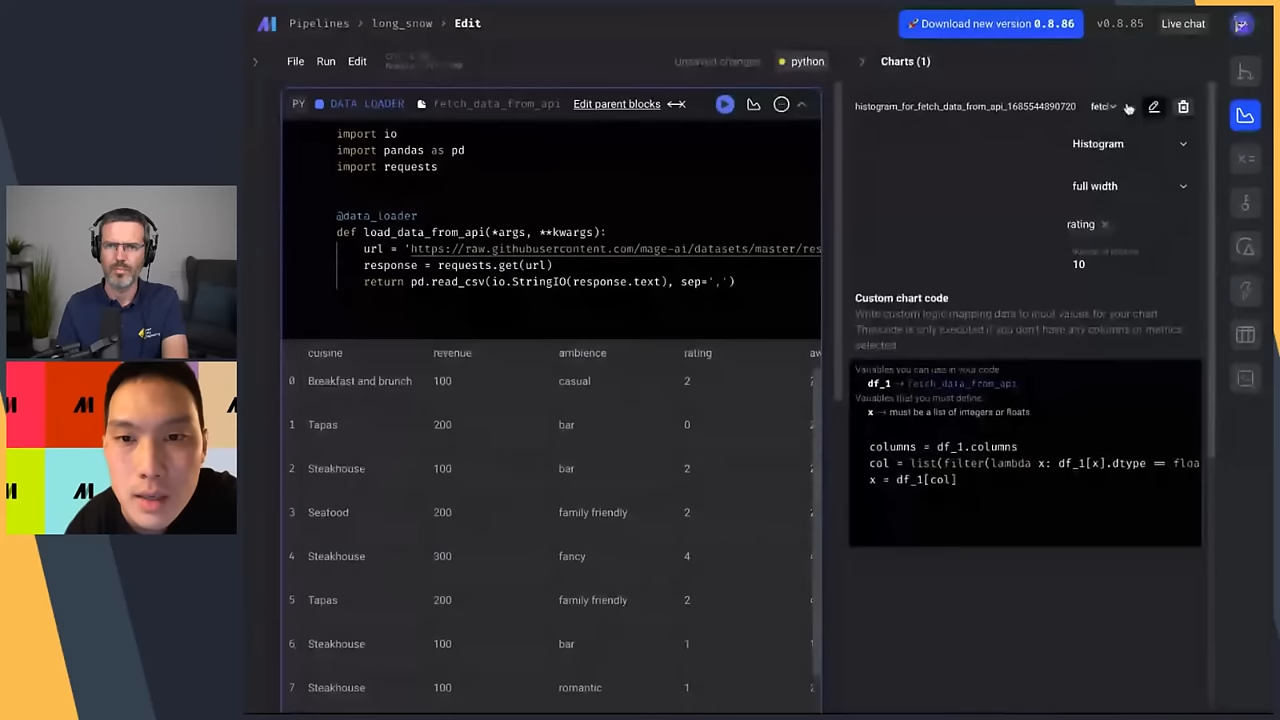 Pipelines > long_snow > Edit
Download new version 0.8.86
v0.8.85
Live chat
File Run Edit
Unsaved changes
python
Charts (1)
PY DATA LOADER fetch_data_from_api Edit parent blocks
import io
import pandas as pd
import requests
@data_loader
def load_data_from_api(*args, **kwargs):
url = 'https://raw.githubusercontent.com/mage-ai/datasets/master/res
response = requests.get(url)
return pd.read_csv(io.StringIO(response.text), sep=',')
cuisine revenue ambience rating aw
0 Breakfast and brunch 100 casual 2
1 Tapas 200 bar 0
2 Steakhouse 100 bar 2
3 Seafood 200 family friendly 2
4 Steakhouse 300 fancy 4
5 Tapas 200 family friendly 2
6 Steakhouse 100 bar 1
7 Steakhouse 100 romantic 1
histogram_for_fetch_data_from_api_1685544890720 fetc
Histogram
full width
rating ×
10
Custom chart code
Write custom logic mapping data to input values for your chart
The code is only executed if you don't have any columns or metrics
selected
Variables you can use in your code
df_1 → fetch_data_from_api
Variables that you must define
x → must be a list of integers or floats
columns = df_1.columns
col = list(filter(lambda x: df_1[x].dtype == floa
x = df_1[col]